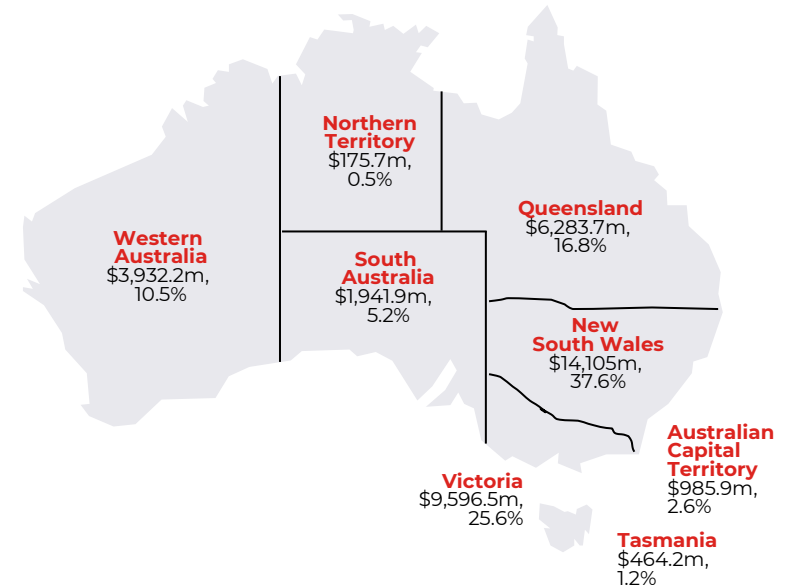 Northern
Territory
$175.7m,
0.5%
Queensland
$6,283.7m,
16.8%
Western
Australia
$3,932.2m,
10.5%
South
Australia
$1,941.9m,
5.2%
New
South Wales
$14,105m,
37.6%
Australian
Capital
Territory
$985.9m,
2.6%
Victoria
$9,596.5m,
25.6%
Tasmania
$464.2m,
1.2%